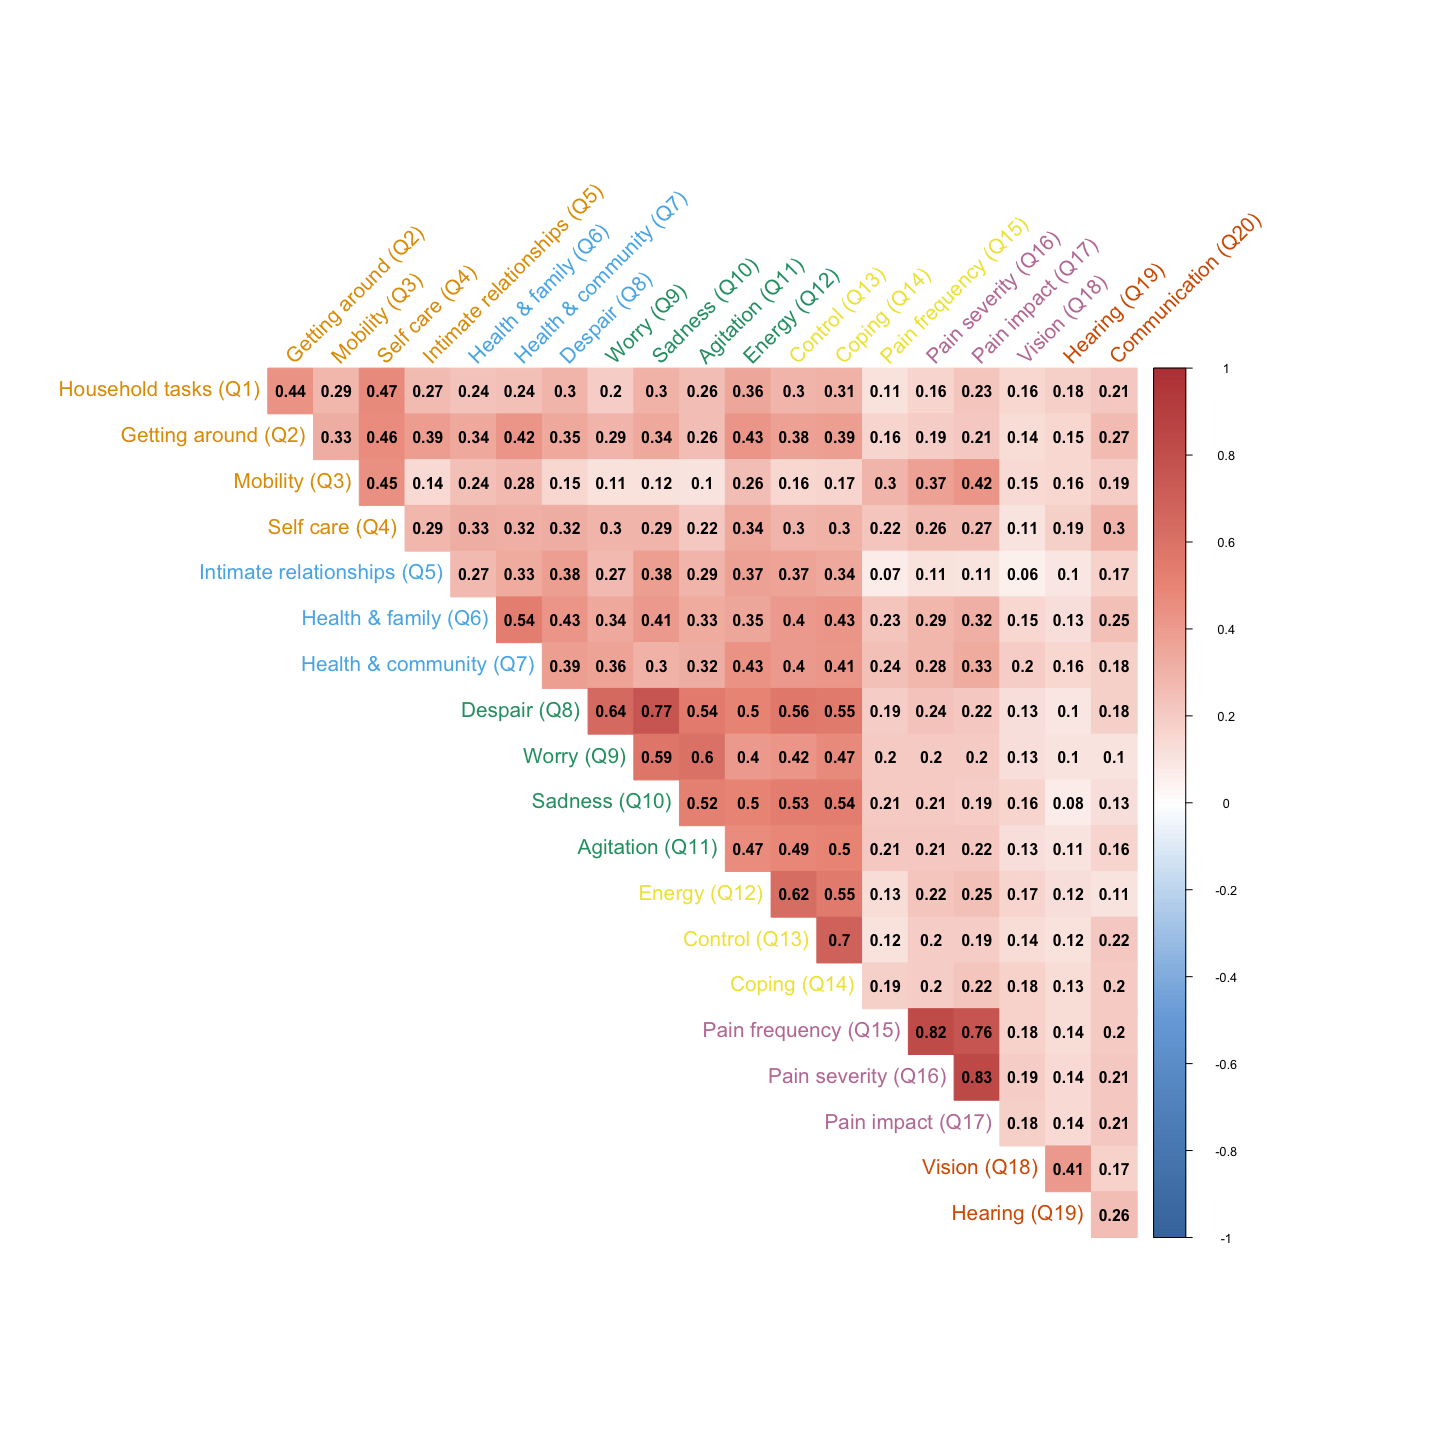 Getting around (Q2)
Mobility (Q3)
Self care (Q4)
Intimate relationships (Q5)
Health & family (Q6)
Health & community (Q7)
Despair (Q8)
Worry (Q9)
Sadness (Q10)
Agitation (Q11)
Energy (Q12)
Control (Q13)
Coping (Q14)
Pain frequency (Q15)
Pain severity (Q16)
Pain impact (Q17)
Vision (Q18)
Hearing (Q19)
Communication (Q20)
Household tasks (Q1) 0.44 0.29 0.47 0.27 0.24 0.24 0.3 0.2 0.3 0.26 0.36 0.3 0.31 0.11 0.16 0.23 0.16 0.18 0.21
Getting around (Q2) 0.33 0.46 0.39 0.34 0.42 0.35 0.29 0.34 0.26 0.43 0.38 0.39 0.16 0.19 0.21 0.14 0.15 0.27
Mobility (Q3) 0.45 0.14 0.24 0.28 0.15 0.11 0.12 0.1 0.26 0.16 0.17 0.3 0.37 0.42 0.15 0.16 0.19
Self care (Q4) 0.29 0.33 0.32 0.32 0.3 0.29 0.22 0.34 0.3 0.3 0.22 0.26 0.27 0.11 0.19 0.3
Intimate relationships (Q5) 0.27 0.33 0.38 0.27 0.38 0.29 0.37 0.37 0.34 0.07 0.11 0.11 0.06 0.1 0.17
Health & family (Q6) 0.54 0.43 0.34 0.41 0.33 0.35 0.4 0.43 0.23 0.29 0.32 0.15 0.13 0.25
Health & community (Q7) 0.39 0.36 0.3 0.32 0.43 0.4 0.41 0.24 0.28 0.33 0.2 0.16 0.18
Despair (Q8) 0.64 0.77 0.54 0.5 0.56 0.55 0.19 0.24 0.22 0.13 0.1 0.18
Worry (Q9) 0.59 0.6 0.4 0.42 0.47 0.2 0.2 0.2 0.13 0.1 0.1
Sadness (Q10) 0.52 0.5 0.53 0.54 0.21 0.21 0.19 0.16 0.08 0.13
Agitation (Q11) 0.47 0.49 0.5 0.21 0.21 0.22 0.13 0.11 0.16
Energy (Q12) 0.62 0.55 0.13 0.22 0.25 0.17 0.12 0.11
Control (Q13) 0.7 0.12 0.2 0.19 0.14 0.12 0.22
Coping (Q14) 0.19 0.2 0.22 0.18 0.13 0.2
Pain frequency (Q15) 0.82 0.76 0.18 0.14 0.2
Pain severity (Q16) 0.83 0.19 0.14 0.21
Pain impact (Q17) 0.18 0.14 0.21
Vision (Q18) 0.41 0.17
Hearing (Q19) 0.26
1
0.8
0.6
0.4
0.2
0
-0.2
-0.4
-0.6
-0.8
-1